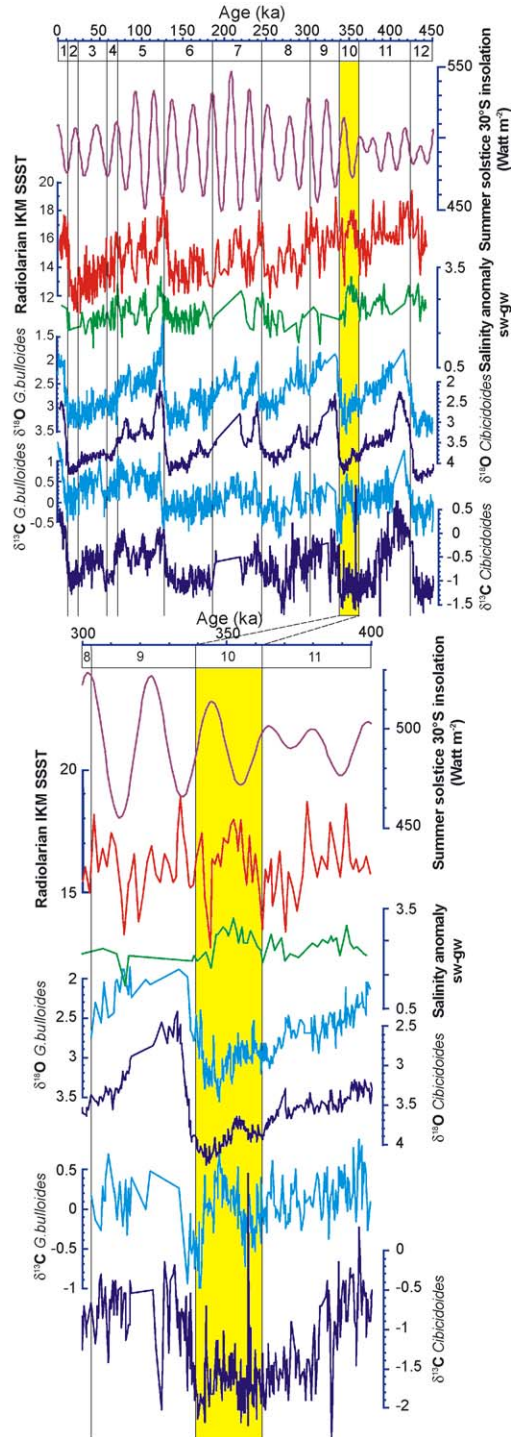 Age (ka)
0 50 100 150 200 250 300 350 400 450
1 2 3 4 5 6 7 8 9 10 11 12
550
450
Summer solstice 30°S insolation
(Watt m⁻²)
20
18
16
14
12
Radiolarian IKM SSST
3.5
0.5
Salinity anomaly
sw-gw
1.5
2
2.5
3
3.5
δ¹⁸O G.bulloides
2
2.5
3
3.5
4
δ¹⁸O Cibicidoides
1
0.5
0
-0.5
δ¹³C G.bulloides
0
-0.5
-1
-1.5
δ¹³C Cibicidoides
Age (ka)
300 350 400
8 9 10 11
500
450
Summer solstice 30°S insolation
(Watt m⁻²)
20
15
Radiolarian IKM SSST
3.5
0.5
Salinity anomaly
sw-gw
2
2.5
3
3.5
δ¹⁸O G.bulloides
2.5
3
3.5
4
δ¹⁸O Cibicidoides
0.5
0
-0.5
-1
δ¹³C G.bulloides
0
-0.5
-1
-1.5
-2
δ¹³C Cibicidoides